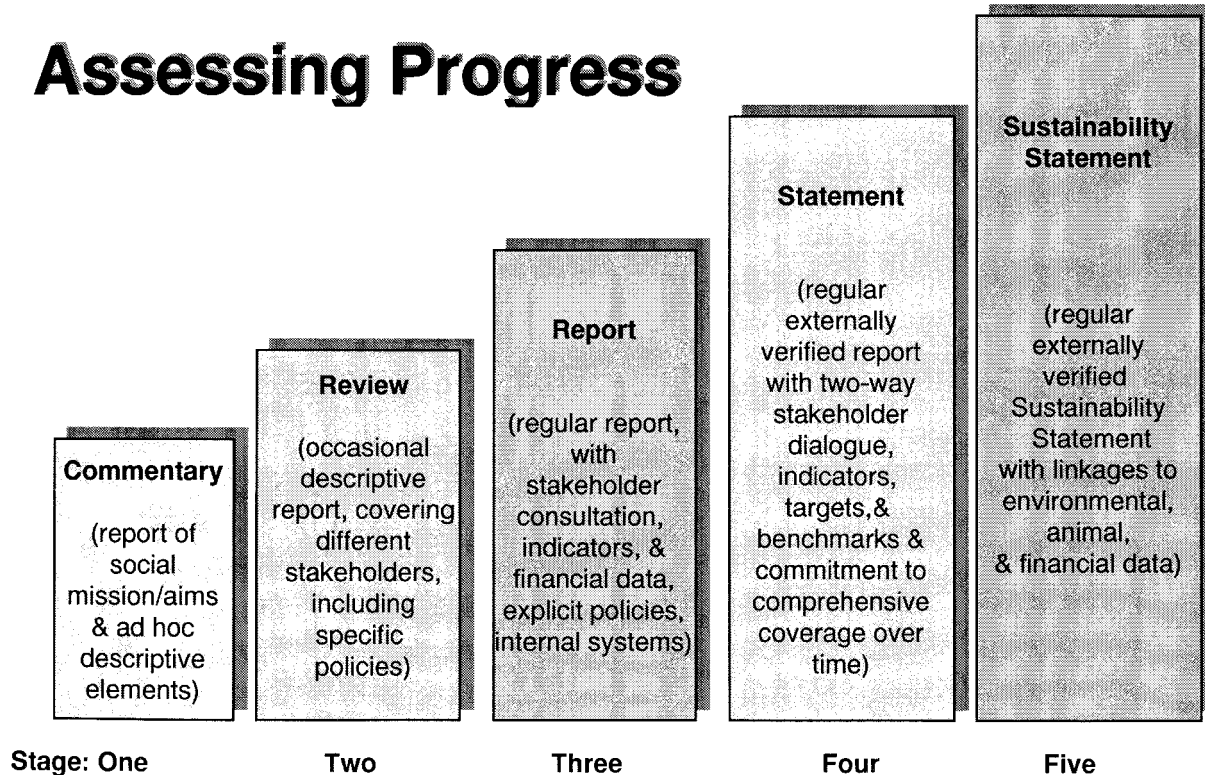 Assessing Progress
Commentary
(report of
social
mission/aims
& ad hoc
descriptive
elements)
Review
(occasional
descriptive
report, covering
different
stakeholders,
including
specific
policies)
Report
(regular report,
with
stakeholder
consultation,
indicators, &
financial data,
explicit policies,
internal systems)
Statement
(regular
externally
verified report
with two-way
stakeholder
dialogue,
indicators,
targets,&
benchmarks &
commitment to
comprehensive
coverage over
time)
Sustainability
Statement
(regular
externally
verified
Sustainability
Statement
with linkages to
environmental,
animal,
& financial data)
Stage: One Two Three Four Five